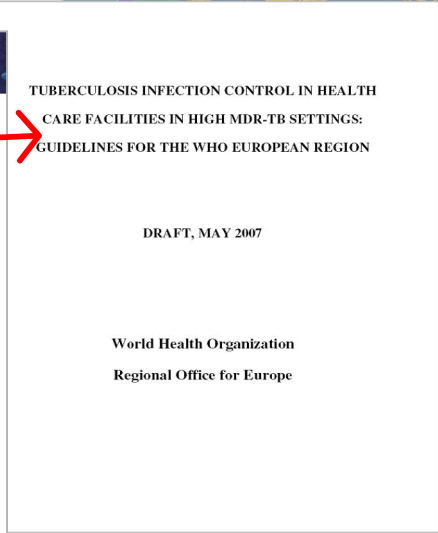 TUBERCULOSIS INFECTION CONTROL IN HEALTH
CARE FACILITIES IN HIGH MDR-TB SETTINGS:
GUIDELINES FOR THE WHO EUROPEAN REGION
DRAFT, MAY 2007
World Health Organization
Regional Office for Europe